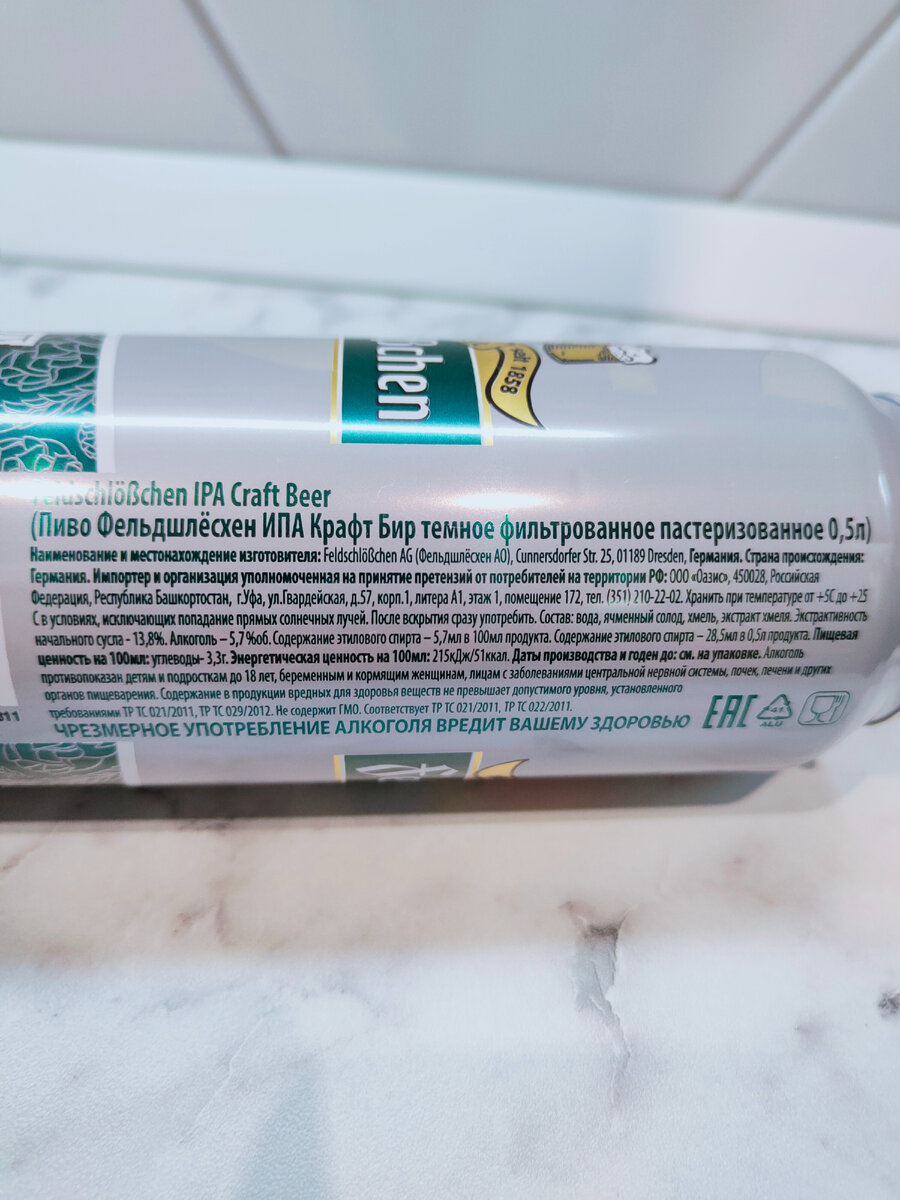 ßchen
seit 1858
Feldschlößchen IPA Craft Beer
(Пиво Фельдшлёсхен ИПА Крафт Бир темное фильтрованное пастеризованное 0,5л)
Наименование и местонахождение изготовителя: Feldschlößchen AG (Фельдшлёсхен АО), Cunnersdorfer Str. 25, 01189 Dresden, Германия. Страна происхождения:
Германия. Импортер и организация уполномоченная на принятие претензий от потребителей на территории РФ: ООО «Оазис», 450028, Российская
Федерация, Республика Башкортостан, г.Уфа, ул.Гвардейская, д.57, корп.1, литера А1, этаж 1, помещение 172, тел. (351) 210-22-02. Хранить при температуре от +5С до +25
С в условиях, исключающих попадание прямых солнечных лучей. После вскрытия сразу употребить. Состав: вода, ячменный солод, хмель, экстракт хмеля. Экстрактивность
начального сусла - 13,8%. Алкоголь – 5,7 %об. Содержание этилового спирта – 5,7мл в 100мл продукта. Содержание этилового спирта – 28,5мл в 0,5л продукта. Пищевая
ценность на 100мл: углеводы- 3,3г. Энергетическая ценность на 100мл: 215кДж/51ккал. Даты производства и годен до: см. на упаковке. Алкоголь
противопоказан детям и подросткам до 18 лет, беременным и кормящим женщинам, лицам с заболеваниями центральной нервной системы, почек, печени и других
органов пищеварения. Содержание в продукции вредных для здоровья веществ не превышает допустимого уровня, установленного
требованиями ТР ТС 021/2011, ТР ТС 029/2012. Не содержит ГМО. Соответствует ТР ТС 021/2011, ТР ТС 022/2011.
ЧРЕЗМЕРНОЕ УПОТРЕБЛЕНИЕ АЛКОГОЛЯ ВРЕДИТ ВАШЕМУ ЗДОРОВЬЮ
EAC
41
ALU
811